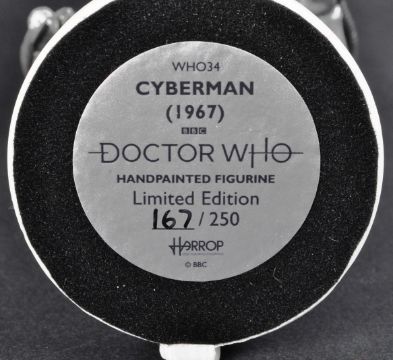 WHO34
CYBERMAN
(1967)
BBC
DOCTOR WHO
HANDPAINTED FIGURINE
Limited Edition
167 / 250
HARROP
© BBC